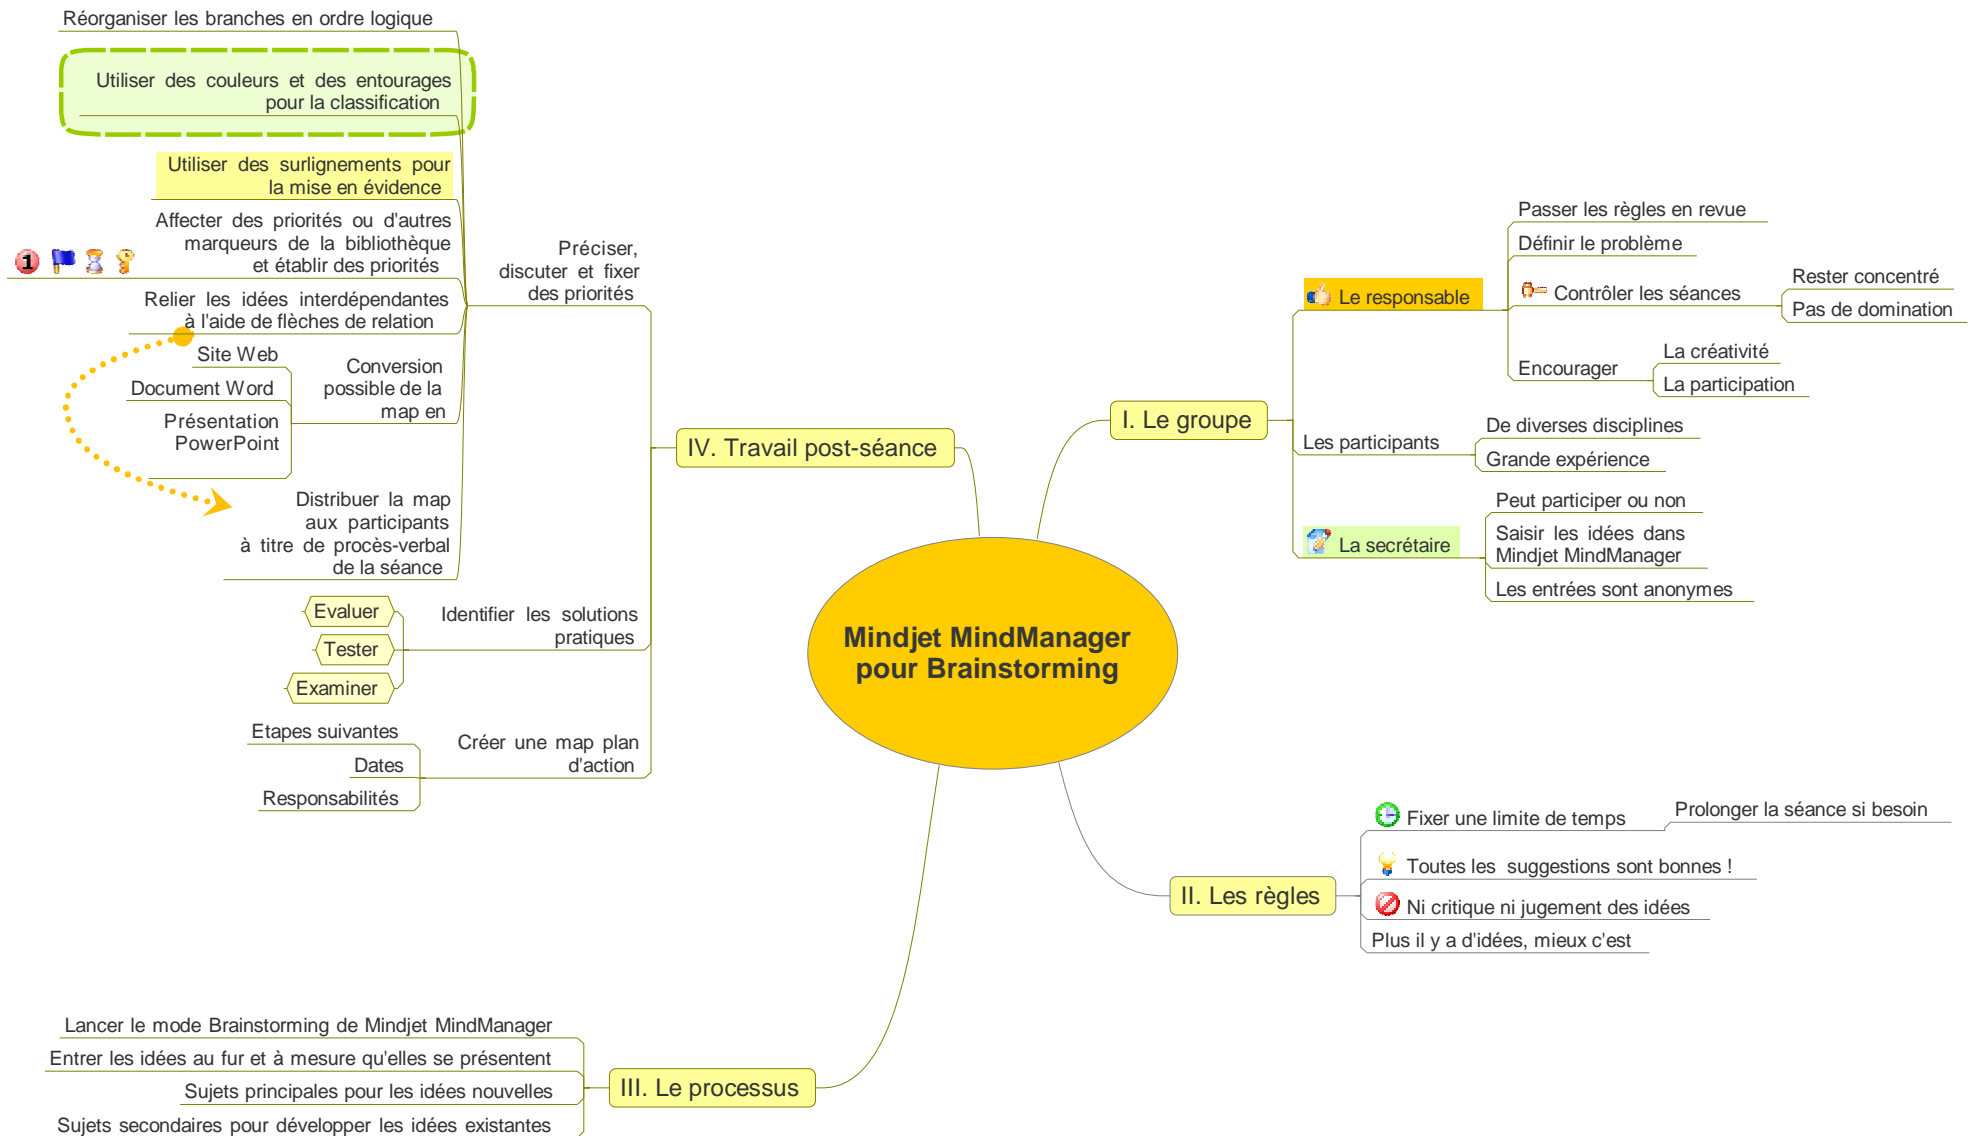 Mindjet MindManager
pour Brainstorming
I. Le groupe
Le responsable
Passer les règles en revue
Définir le problème
Contrôler les séances
Rester concentré
Pas de domination
Encourager
La créativité
La participation
Les participants
De diverses disciplines
Grande expérience
La secrétaire
Peut participer ou non
Saisir les idées dans
Mindjet MindManager
Les entrées sont anonymes
II. Les règles
Fixer une limite de temps
Prolonger la séance si besoin
Toutes les suggestions sont bonnes !
Ni critique ni jugement des idées
Plus il y a d'idées, mieux c'est
III. Le processus
Lancer le mode Brainstorming de Mindjet MindManager
Entrer les idées au fur et à mesure qu'elles se présentent
Sujets principales pour les idées nouvelles
Sujets secondaires pour développer les idées existantes
IV. Travail post-séance
Préciser,
discuter et fixer
des priorités
Réorganiser les branches en ordre logique
Utiliser des couleurs et des entourages
pour la classification
Utiliser des surlignements pour
la mise en évidence
Affecter des priorités ou d'autres
marqueurs de la bibliothèque
et établir des priorités
1
Relier les idées interdépendantes
à l'aide de flèches de relation
Conversion
possible de la
map en
Site Web
Document Word
Présentation
PowerPoint
Distribuer la map
aux participants
à titre de procès-verbal
de la séance
Identifier les solutions
pratiques
Evaluer
Tester
Examiner
Créer une map plan
d'action
Etapes suivantes
Dates
Responsabilités